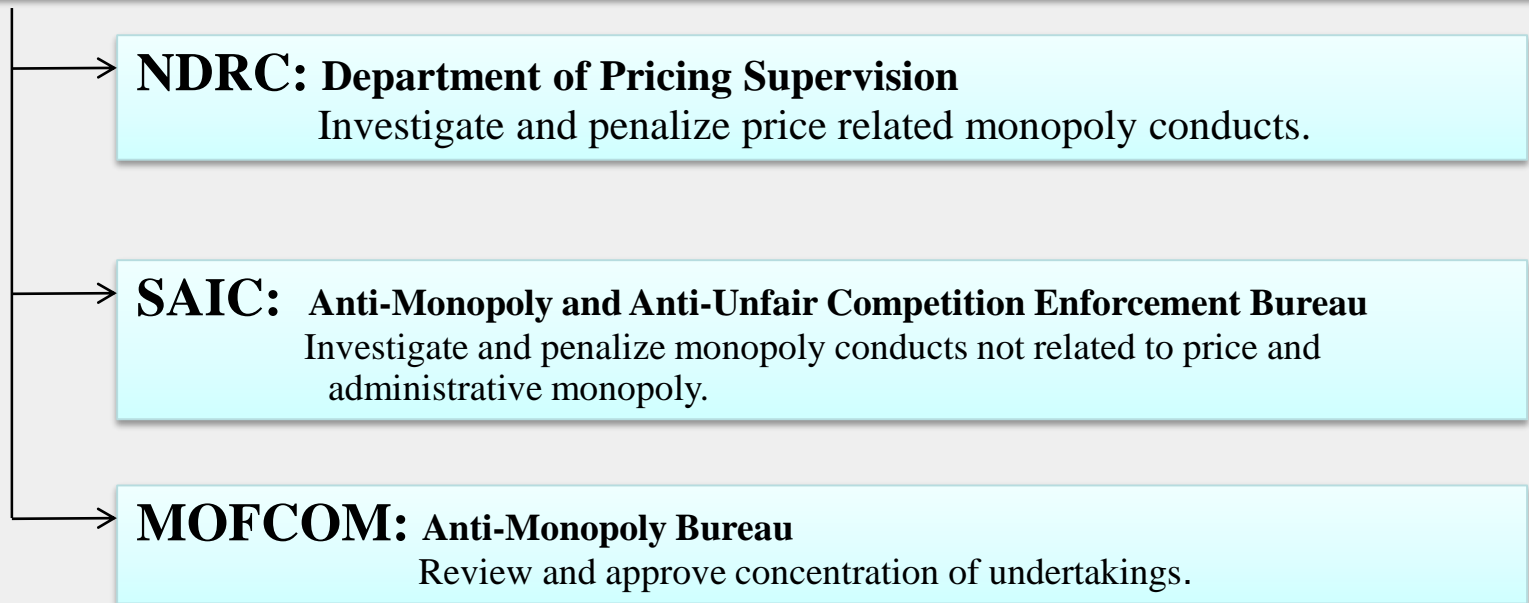 NDRC: Department of Pricing Supervision
Investigate and penalize price related monopoly conducts.
SAIC: Anti-Monopoly and Anti-Unfair Competition Enforcement Bureau
Investigate and penalize monopoly conducts not related to price and
administrative monopoly.
MOFCOM: Anti-Monopoly Bureau
Review and approve concentration of undertakings.